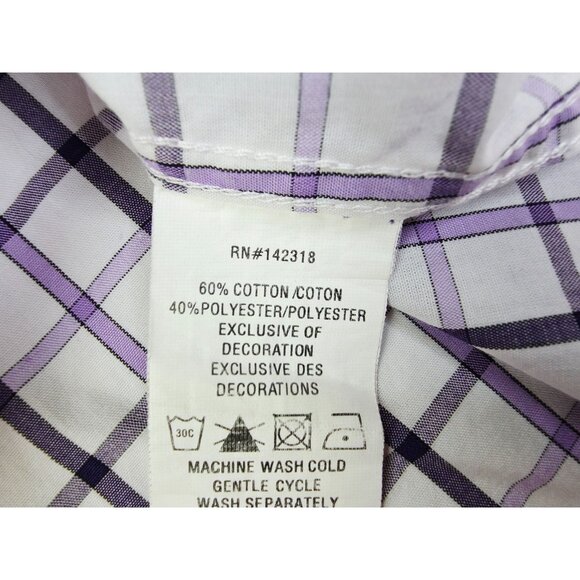 RN#142318
60% COTTON/COTON
40%POLYESTER/POLYESTER
EXCLUSIVE OF
DECORATION
EXCLUSIVE DES
DECORATIONS
30C
MACHINE WASH COLD
GENTLE CYCLE
WASH SEPARATELY